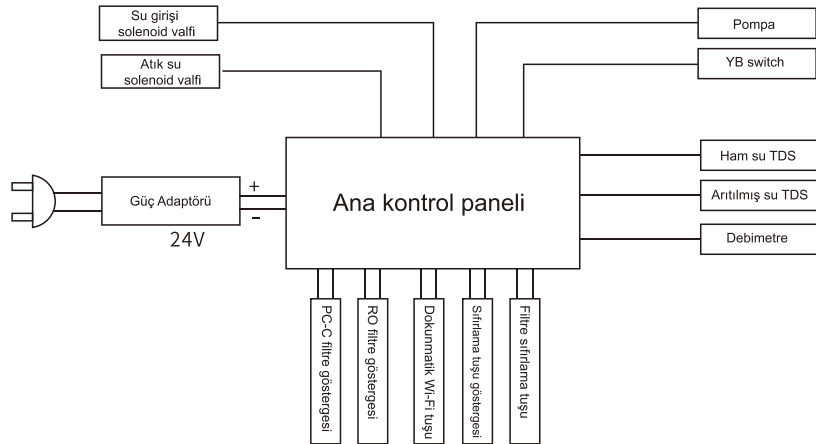 Su girişi
solenoid valfi
Atık su
solenoid valfi
Pompa
YB switch
Güç Adaptörü
+
−
24V
Ana kontrol paneli
Ham su TDS
Arıtılmış su TDS
Debimetre
PC-C filtre göstergesi
RO filtre göstergesi
Dokunmatik Wi-Fi tuşu
Sıfırlama tuşu göstergesi
Filtre sıfırlama tuşu